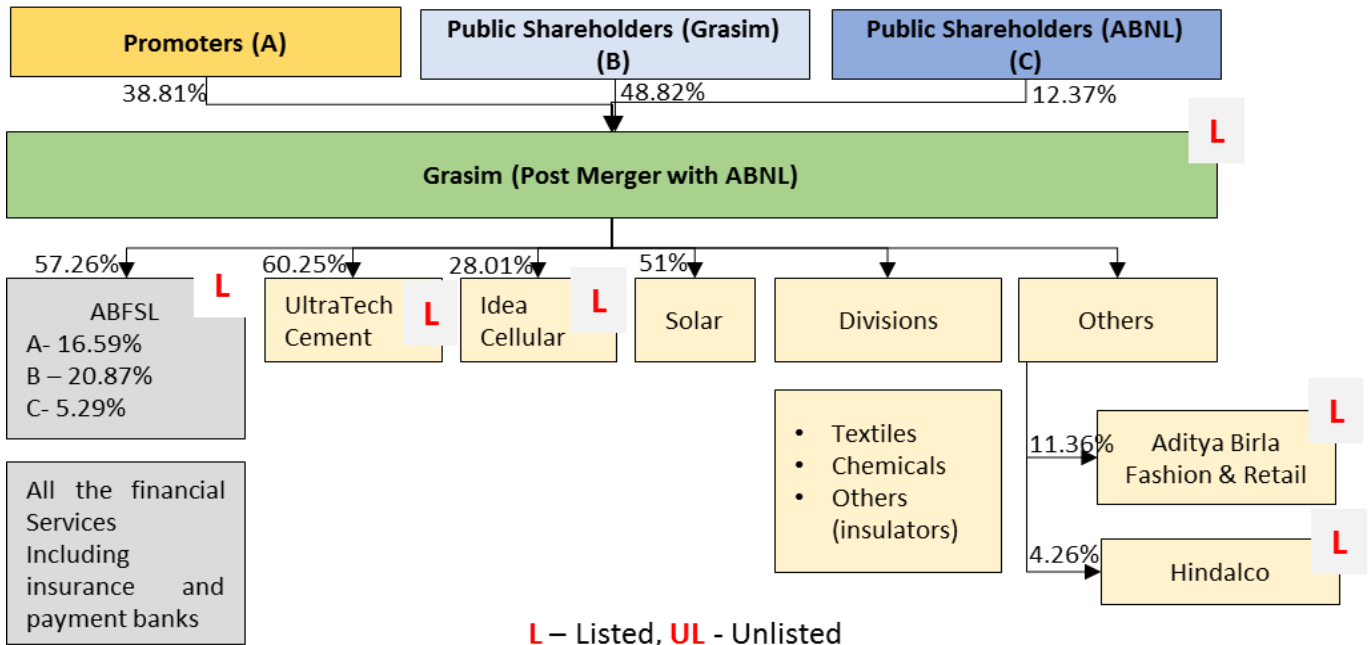 Promoters (A)
Public Shareholders (Grasim)
(B)
Public Shareholders (ABNL)
(C)
38.81%
48.82%
12.37%
L
Grasim (Post Merger with ABNL)
57.26%
60.25%
28.01%
51%
L
ABFSL
A- 16.59%
B – 20.87%
C- 5.29%
UltraTech
Cement
L
Idea
Cellular
L
Solar
Divisions
Others
All the financial
Services
Including
insurance and
payment banks
• Textiles
• Chemicals
• Others
(insulators)
11.36%
L
Aditya Birla
Fashion & Retail
4.26%
L
Hindalco
L – Listed, UL - Unlisted